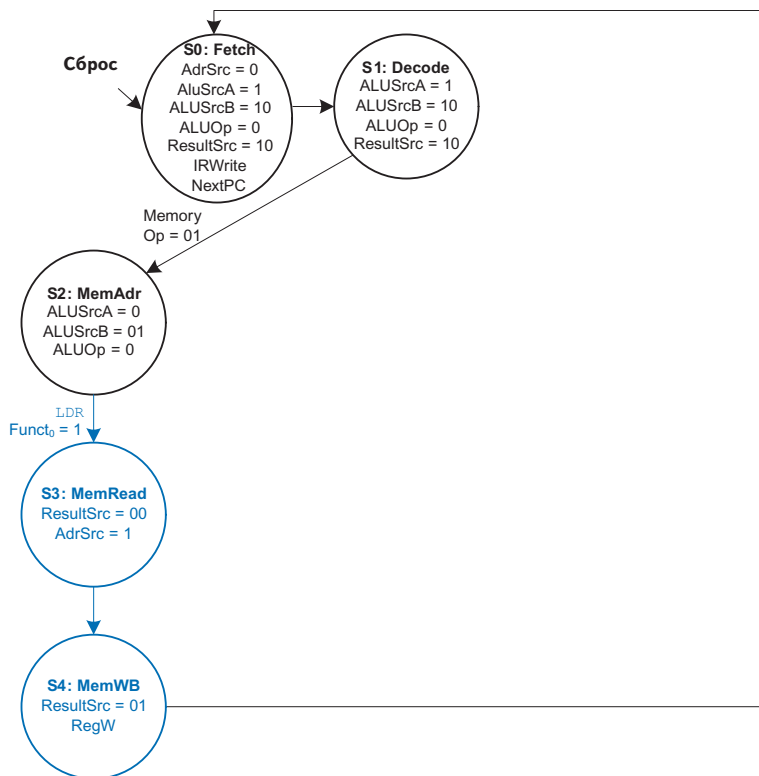 Сброс
S0: Fetch
AdrSrc = 0
AluSrcA = 1
ALUSrcB = 10
ALUOp = 0
ResultSrc = 10
IRWrite
NextPC
S1: Decode
ALUSrcA = 1
ALUSrcB = 10
ALUOp = 0
ResultSrc = 10
Memory
Op = 01
S2: MemAdr
ALUSrcA = 0
ALUSrcB = 01
ALUOp = 0
LDR
Funct₀ = 1
S3: MemRead
ResultSrc = 00
AdrSrc = 1
S4: MemWB
ResultSrc = 01
RegW